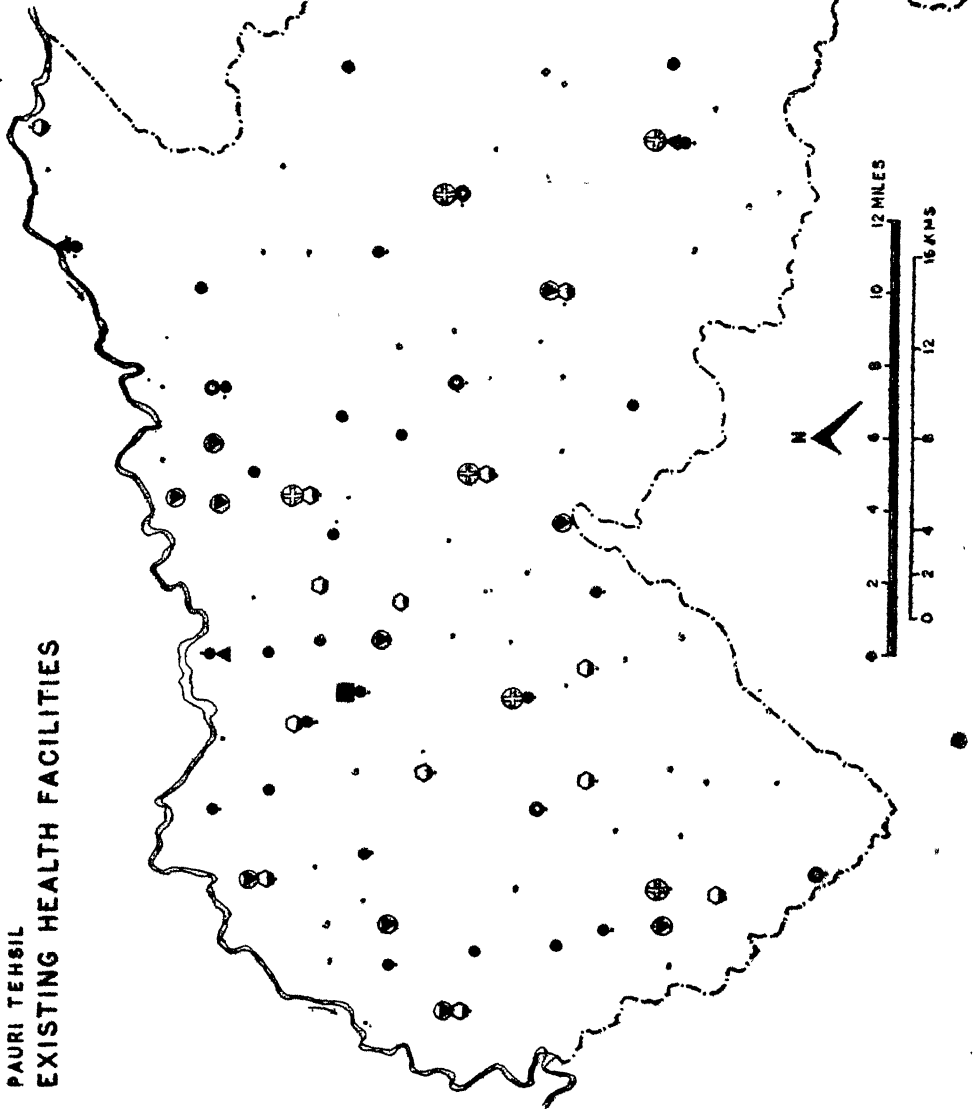 PAURI TEHSIL
EXISTING HEALTH FACILITIES
N
0 2 4 6 8 10 12 MILES
0 2 4 8 12 16 KMS